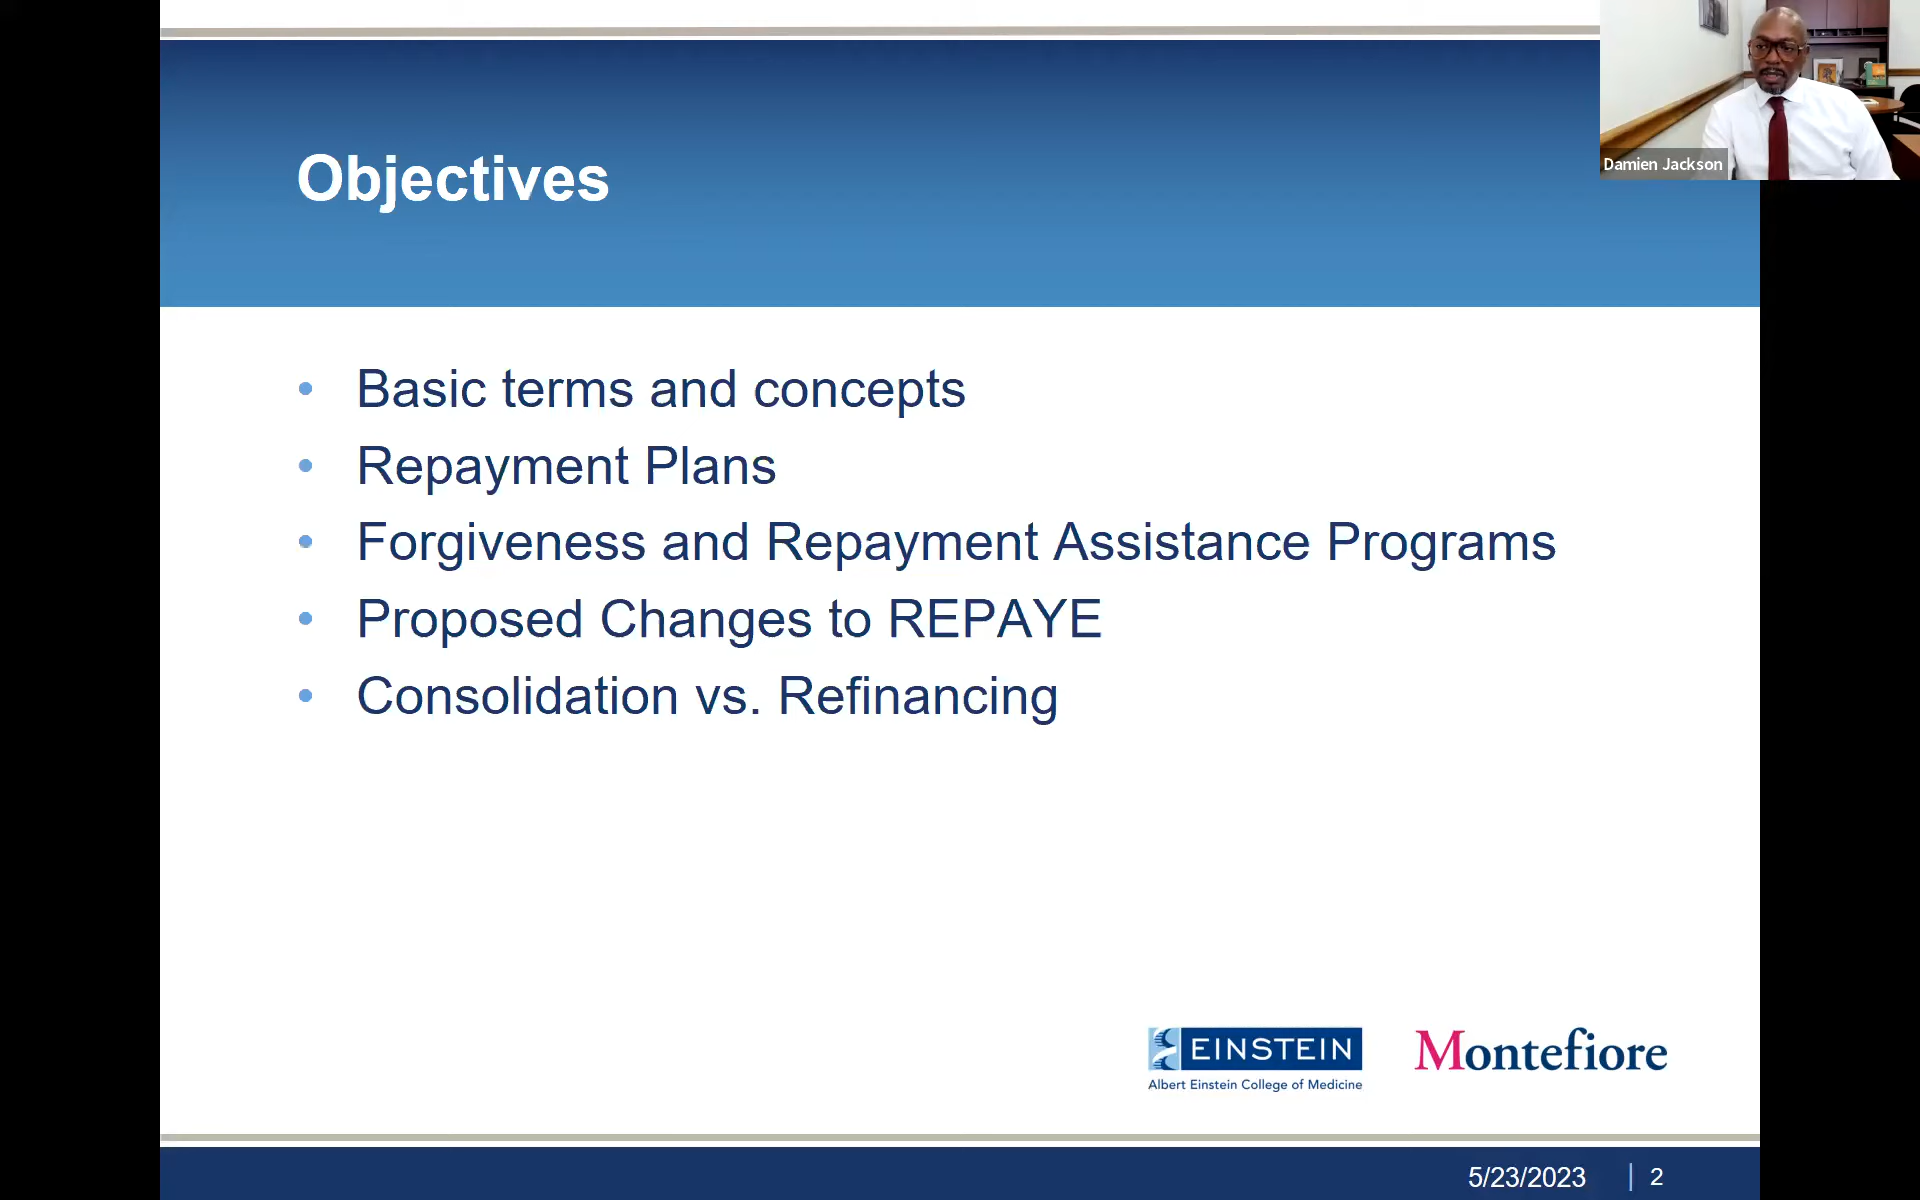 Objectives
Damien Jackson
• Basic terms and concepts
• Repayment Plans
• Forgiveness and Repayment Assistance Programs
• Proposed Changes to REPAYE
• Consolidation vs. Refinancing
EINSTEIN
Albert Einstein College of Medicine
Montefiore
5/23/2023 | 2